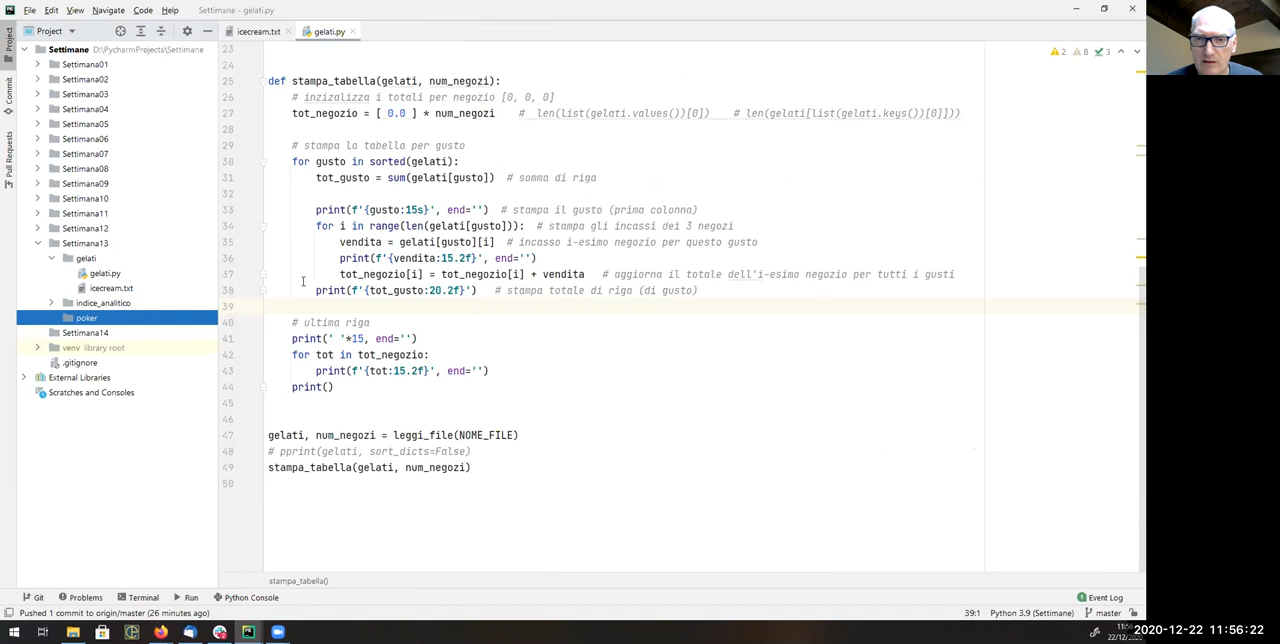 File Edit View Navigate Code Help Settimane - gelati.py
Project icecream.txt gelati.py
Settimane D:\PycharmProjects\Settimane
Settimana01
Settimana02
Settimana03
Settimana04
Settimana05
Settimana06
Settimana07
Settimana08
Settimana09
Settimana10
Settimana11
Settimana12
Settimana13
gelati
gelati.py
icecream.txt
indice_analitico
poker
Settimana14
venv library root
.gitignore
External Libraries
Scratches and Consoles
Project
Commit
Pull Requests
2 8 3
23
24
25 def stampa_tabella(gelati, num_negozi):
26 # inzizalizza i totali per negozio [0, 0, 0]
27 tot_negozio = [ 0.0 ] * num_negozi # len(list(gelati.values())[0]) # len(gelati[list(gelati.keys())[0]]))
28
29 # stampa la tabella per gusto
30 for gusto in sorted(gelati):
31 tot_gusto = sum(gelati[gusto]) # somma di riga
32
33 print(f'{gusto:15s}', end='') # stampa il gusto (prima colonna)
34 for i in range(len(gelati[gusto])): # stampa gli incassi dei 3 negozi
35 vendita = gelati[gusto][i] # incasso i-esimo negozio per questo gusto
36 print(f'{vendita:15.2f}', end='')
37 tot_negozio[i] = tot_negozio[i] + vendita # aggiorna il totale dell'i-esimo negozio per tutti i gusti
38 print(f'{tot_gusto:20.2f}') # stampa totale di riga (di gusto)
39
40 # ultima riga
41 print(' '*15, end='')
42 for tot in tot_negozio:
43 print(f'{tot:15.2f}', end='')
44 print()
45
46
47 gelati, num_negozi = leggi_file(NOME_FILE)
48 # pprint(gelati, sort_dicts=False)
49 stampa_tabella(gelati, num_negozi)
50
stampa_tabella()
Git Problems Terminal Run Python Console Event Log
Pushed 1 commit to origin/master (26 minutes ago) 39:1 Python 3.9 (Settimane) master
2020-12-22 11:56:22